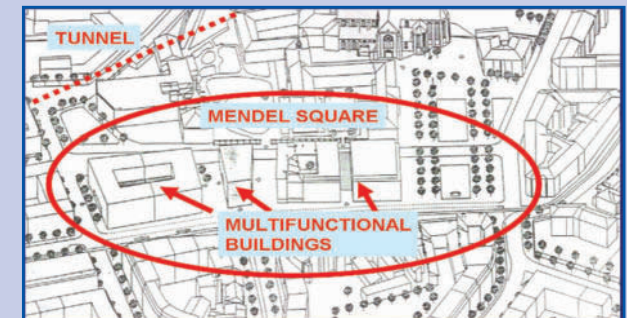 TUNNEL
MENDEL SQUARE
MULTIFUNCTIONAL
BUILDINGS